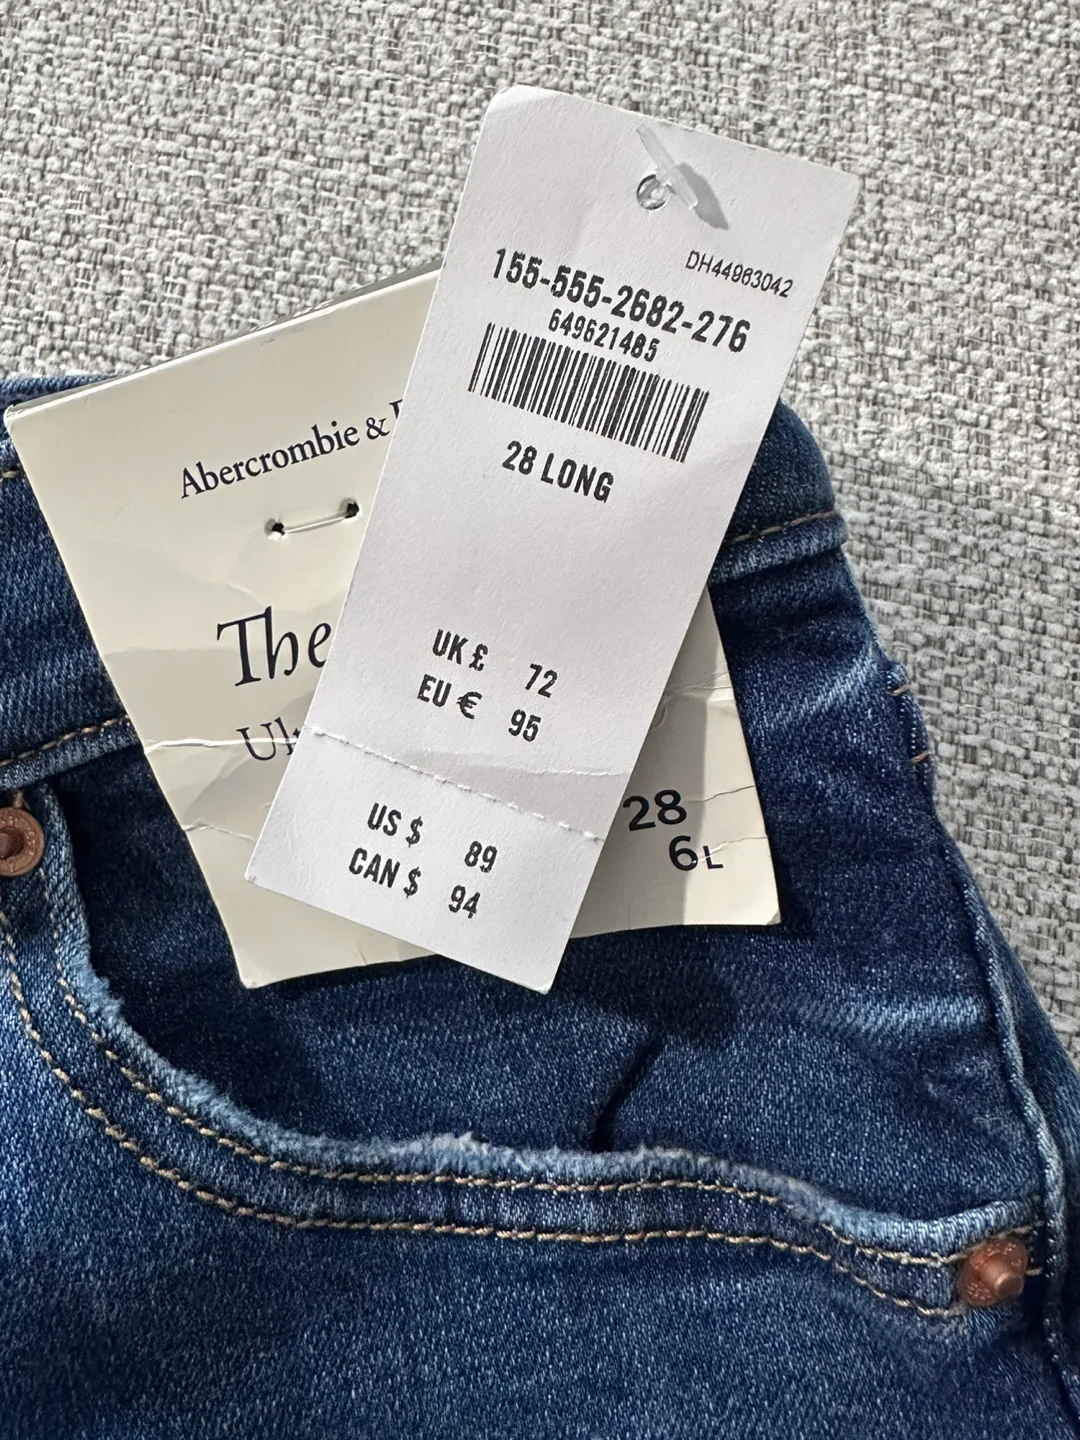 DH44963042
155-555-2682-276
649621485
28 LONG
UK £ 72
EU € 95
US $ 89
CAN $ 94
Abercrombie &
The
28
6L